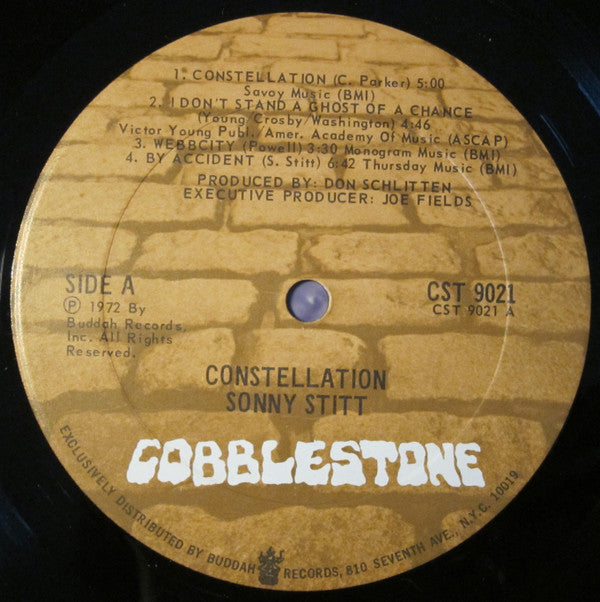 1. CONSTELLATION (C. Parker) 5:00
Savoy Music (BMI)
2. I DON'T STAND A GHOST OF A CHANCE
(Young/Crosby/Washington) 4:46
Victor Young Publ./Amer. Academy Of Music (ASCAP)
3. WEBBCITY (Powell) 3:30 Monogram Music (BMI)
4. BY ACCIDENT (S. Stitt) 6:42 Thursday Music (BMI)
PRODUCED BY: DON SCHLITTEN
EXECUTIVE PRODUCER: JOE FIELDS
SIDE A
Ⓟ 1972 By
Buddah Records,
Inc. All Rights
Reserved.
CST 9021
CST 9021 A
CONSTELLATION
SONNY STITT
COBBLESTONE
EXCLUSIVELY DISTRIBUTED BY BUDDAH RECORDS, 810 SEVENTH AVE., N.Y.C. 10019